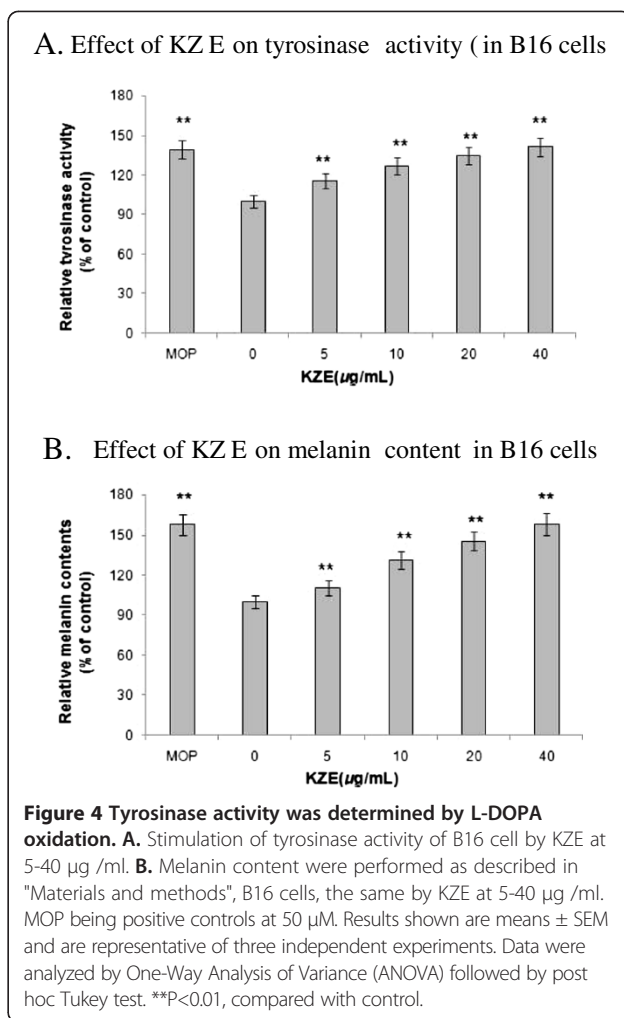 A. Effect of KZ E on tyrosinase activity ( in B16 cells
Relative tyrosinase activity
(% of control)
180
150
120
90
60
30
0
**
**
**
**
**
MOP 0 5 10 20 40
KZE(µg/mL)
B. Effect of KZ E on melanin content in B16 cells
Relative melanin contents
(% of control)
180
150
120
90
60
30
0
**
**
**
**
**
MOP 0 5 10 20 40
KZE(µg/mL)
Figure 4 Tyrosinase activity was determined by L-DOPA
oxidation. A. Stimulation of tyrosinase activity of B16 cell by KZE at
5-40 µg /ml. B. Melanin content were performed as described in
"Materials and methods", B16 cells, the same by KZE at 5-40 µg /ml.
MOP being positive controls at 50 µM. Results shown are means ± SEM
and are representative of three independent experiments. Data were
analyzed by One-Way Analysis of Variance (ANOVA) followed by post
hoc Tukey test. **P<0.01, compared with control.